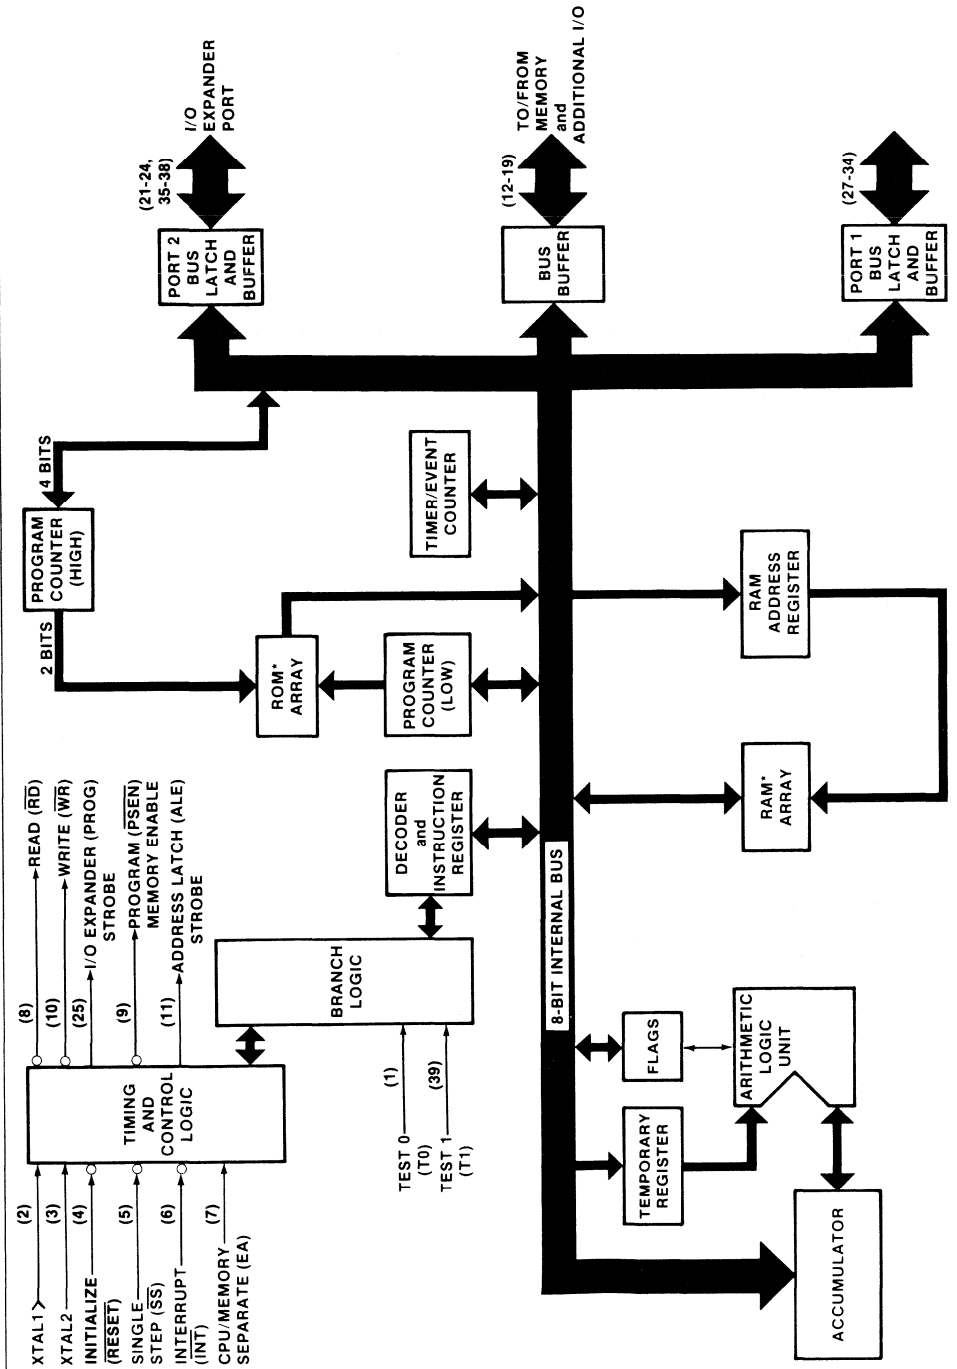 XTAL1
(2)
XTAL2
(3)
INITIALIZE
(RESET)
(4)
SINGLE
STEP (SS)
(5)
INTERRUPT
(INT)
(6)
CPU/MEMORY
SEPARATE (EA)
(7)
TIMING
AND
CONTROL
LOGIC
(8)
READ (RD)
(10)
WRITE (WR)
(25)
I/O EXPANDER (PROG)
STROBE
(9)
PROGRAM (PSEN)
MEMORY ENABLE
(11)
ADDRESS LATCH (ALE)
STROBE
TEST 0
(T0)
(1)
TEST 1
(T1)
(39)
BRANCH
LOGIC
DECODER
and
INSTRUCTION
REGISTER
2 BITS
PROGRAM
COUNTER
(HIGH)
4 BITS
ROM*
ARRAY
PROGRAM
COUNTER
(LOW)
TIMER/EVENT
COUNTER
PORT 2
BUS
LATCH
AND
BUFFER
(21-24,
35-38)
I/O
EXPANDER
PORT
8-BIT INTERNAL BUS
BUS
BUFFER
(12-19)
TO/FROM
MEMORY
and
ADDITIONAL I/O
TEMPORARY
REGISTER
FLAGS
ARITHMETIC
LOGIC
UNIT
ACCUMULATOR
RAM*
ARRAY
RAM
ADDRESS
REGISTER
PORT 1
BUS
LATCH
AND
BUFFER
(27-34)